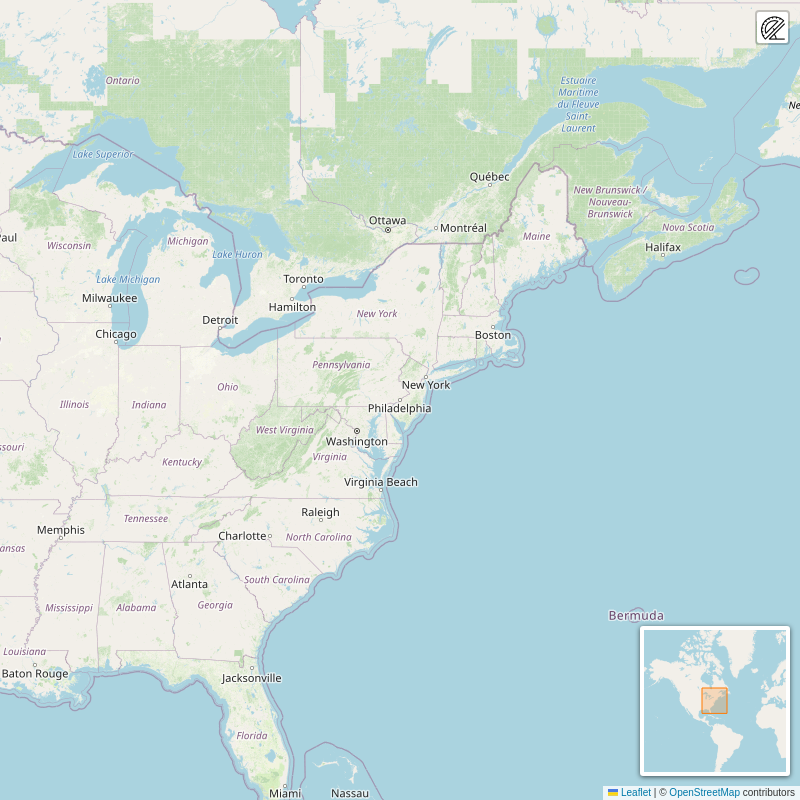 Ontario
Estuaire
Maritime
du Fleuve
Saint-
Laurent
Ne
Lake Superior
Québec
New Brunswick /
Nouveau-
Brunswick
Ottawa
Montréal
Nova Scotia
Maine
Halifax
aul
Wisconsin
Michigan
Lake Huron
Lake Michigan
Toronto
Milwaukee
Hamilton
New York
Detroit
Chicago
Boston
Pennsylvania
Ohio
New York
Illinois
Indiana
Philadelphia
West Virginia
Washington
ssouri
Virginia
Kentucky
Virginia Beach
Raleigh
Tennessee
Memphis
Charlotte
North Carolina
ansas
Atlanta
South Carolina
Mississippi
Alabama
Georgia
Bermuda
Louisiana
Baton Rouge
Jacksonville
Florida
Miami
Nassau
Leaflet | © OpenStreetMap contributors